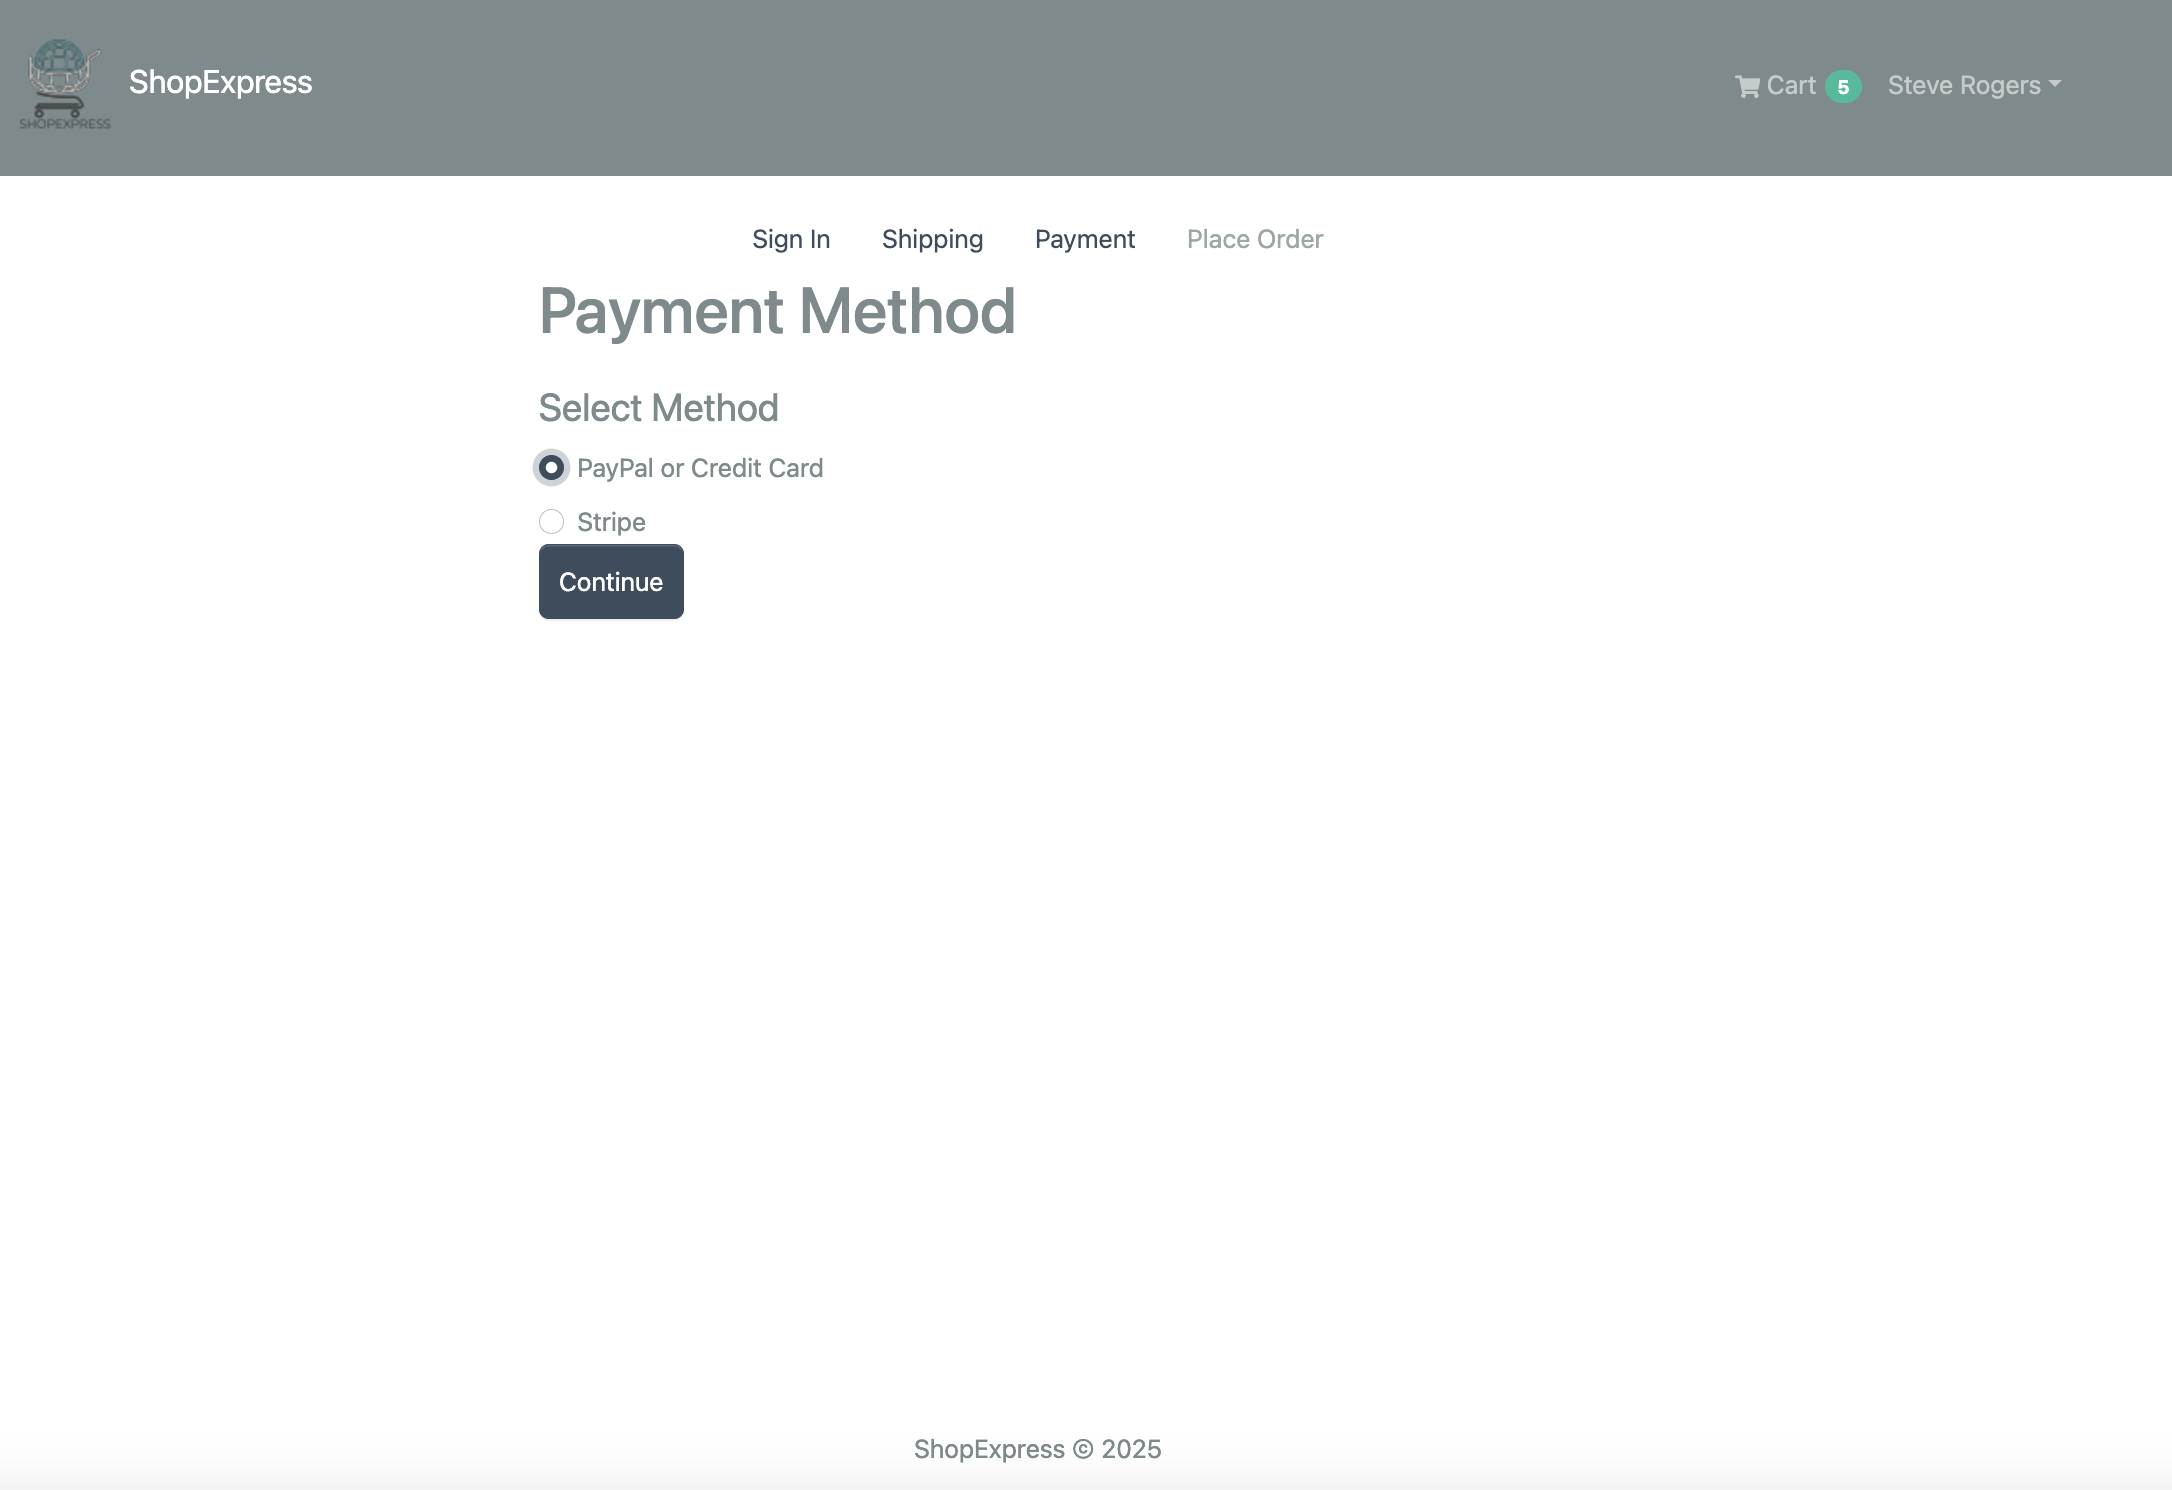 SHOPEXPRESS
ShopExpress
Cart 5 Steve Rogers
Sign In Shipping Payment Place Order
Payment Method
Select Method
PayPal or Credit Card
Stripe
Continue
ShopExpress © 2025